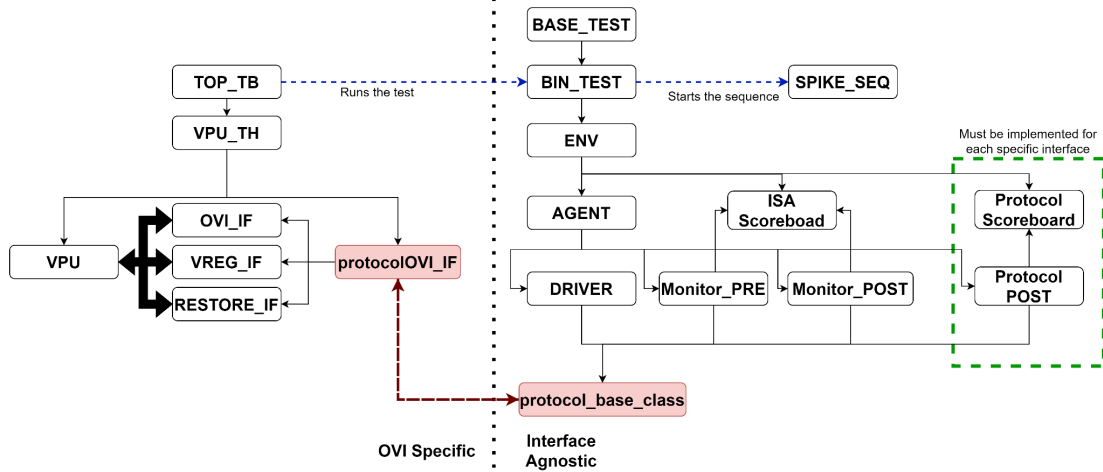 BASE_TEST
TOP_TB
Runs the test
BIN_TEST
Starts the sequence
SPIKE_SEQ
VPU_TH
ENV
Must be implemented for
each specific interface
AGENT
ISA
Scoreboad
Protocol
Scoreboard
OVI_IF
VPU
VREG_IF
protocolOVI_IF
RESTORE_IF
DRIVER
Monitor_PRE
Monitor_POST
Protocol
POST
protocol_base_class
OVI Specific
Interface
Agnostic